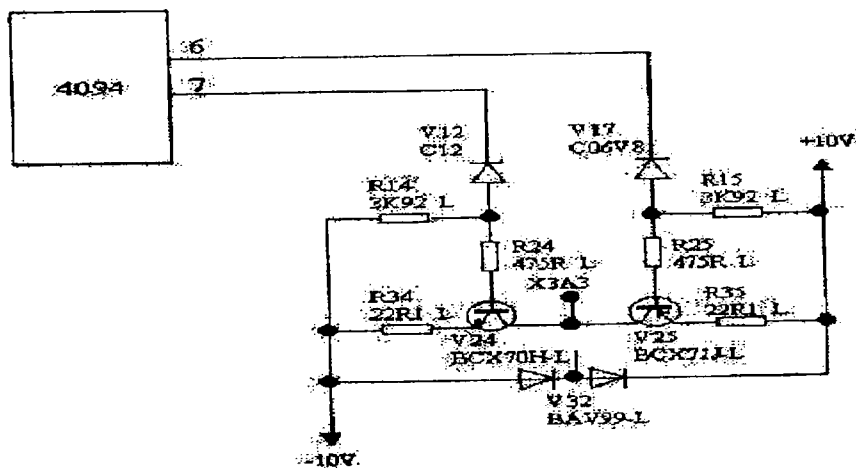 6
4094
7
V12
C12
V17
C06V8
+10V
R14
3K92 L
R15
3K92 L
R24
475R L
R25
475R L
X3A3
R34
22R1 L
R35
22R1 L
V24
BCX70H-L
V25
V32
BAV99-L
-10V